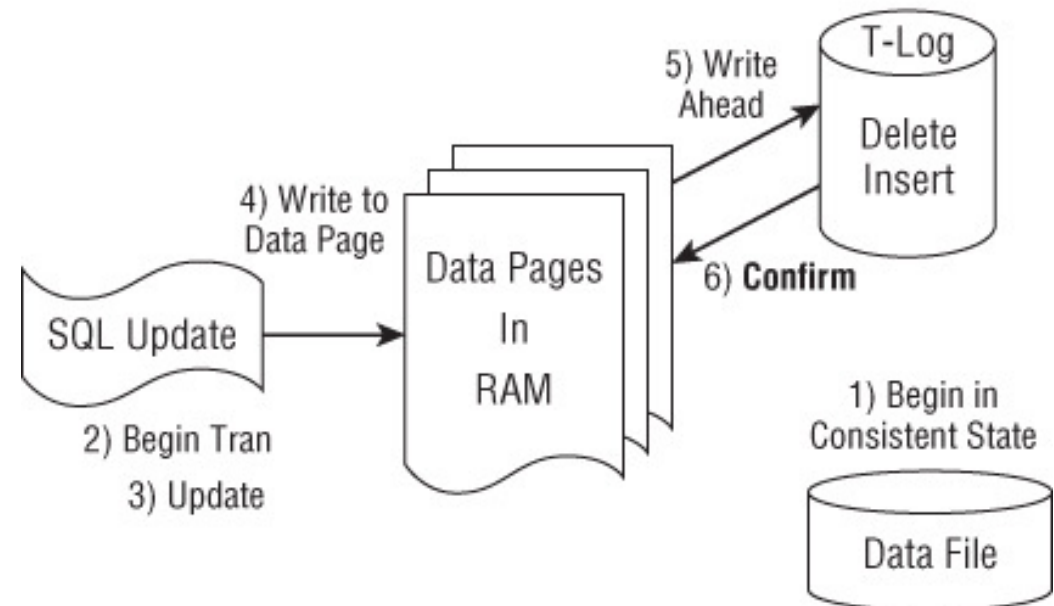 T-Log
Delete
Insert
5) Write
Ahead
4) Write to
Data Page
Data Pages
In
RAM
6) Confirm
SQL Update
2) Begin Tran
3) Update
1) Begin in
Consistent State
Data File